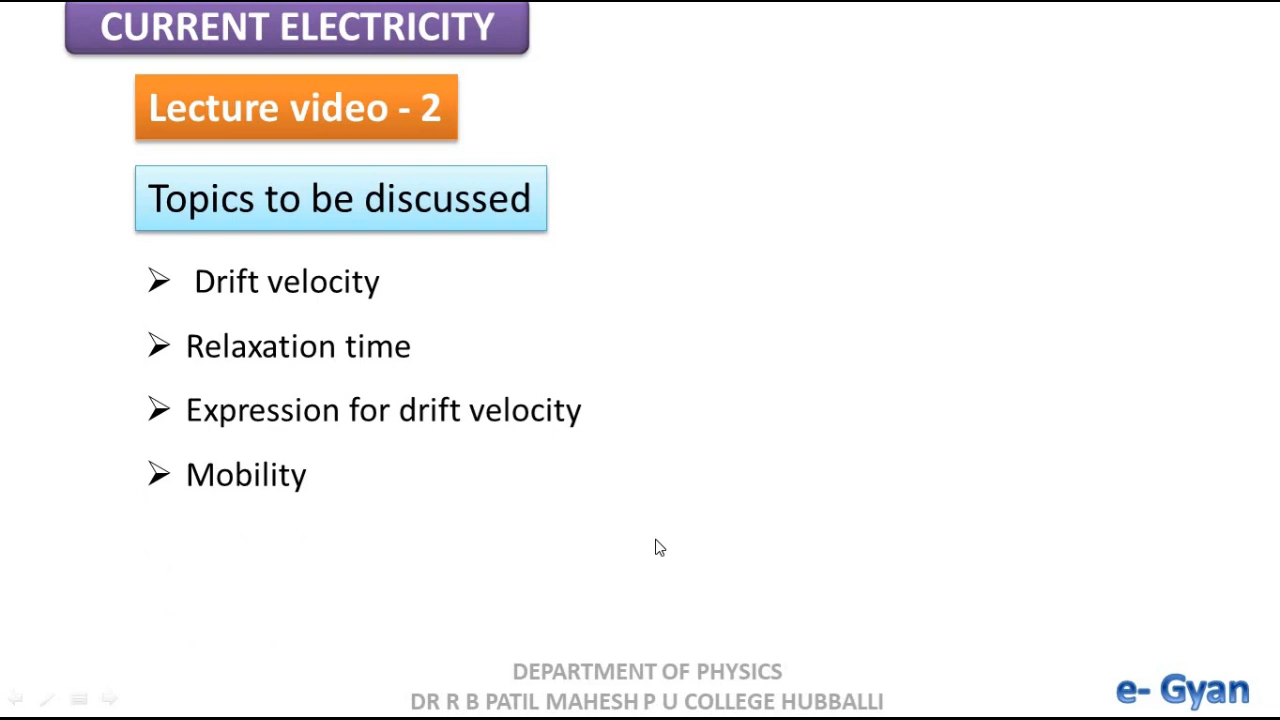 CURRENT ELECTRICITY
Lecture video - 2
Topics to be discussed
➢ Drift velocity
➢ Relaxation time
➢ Expression for drift velocity
➢ Mobility
DEPARTMENT OF PHYSICS
DR R B PATIL MAHESH P U COLLEGE HUBBALLI
e- Gyan